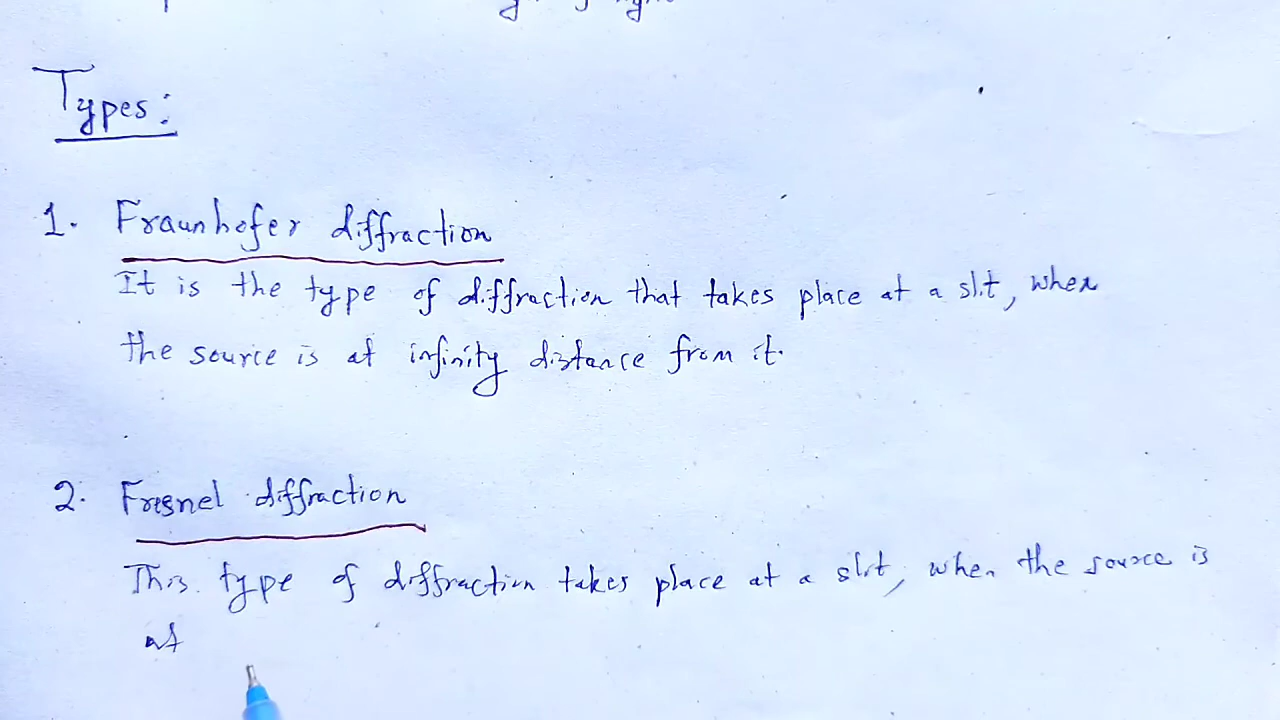 Types:
1. Fraunhofer diffraction
It is the type of diffraction that takes place at a slit, when
the source is at infinity distance from it.
2. Fresnel diffraction
This type of diffraction takes place at a slit, when the source is
at